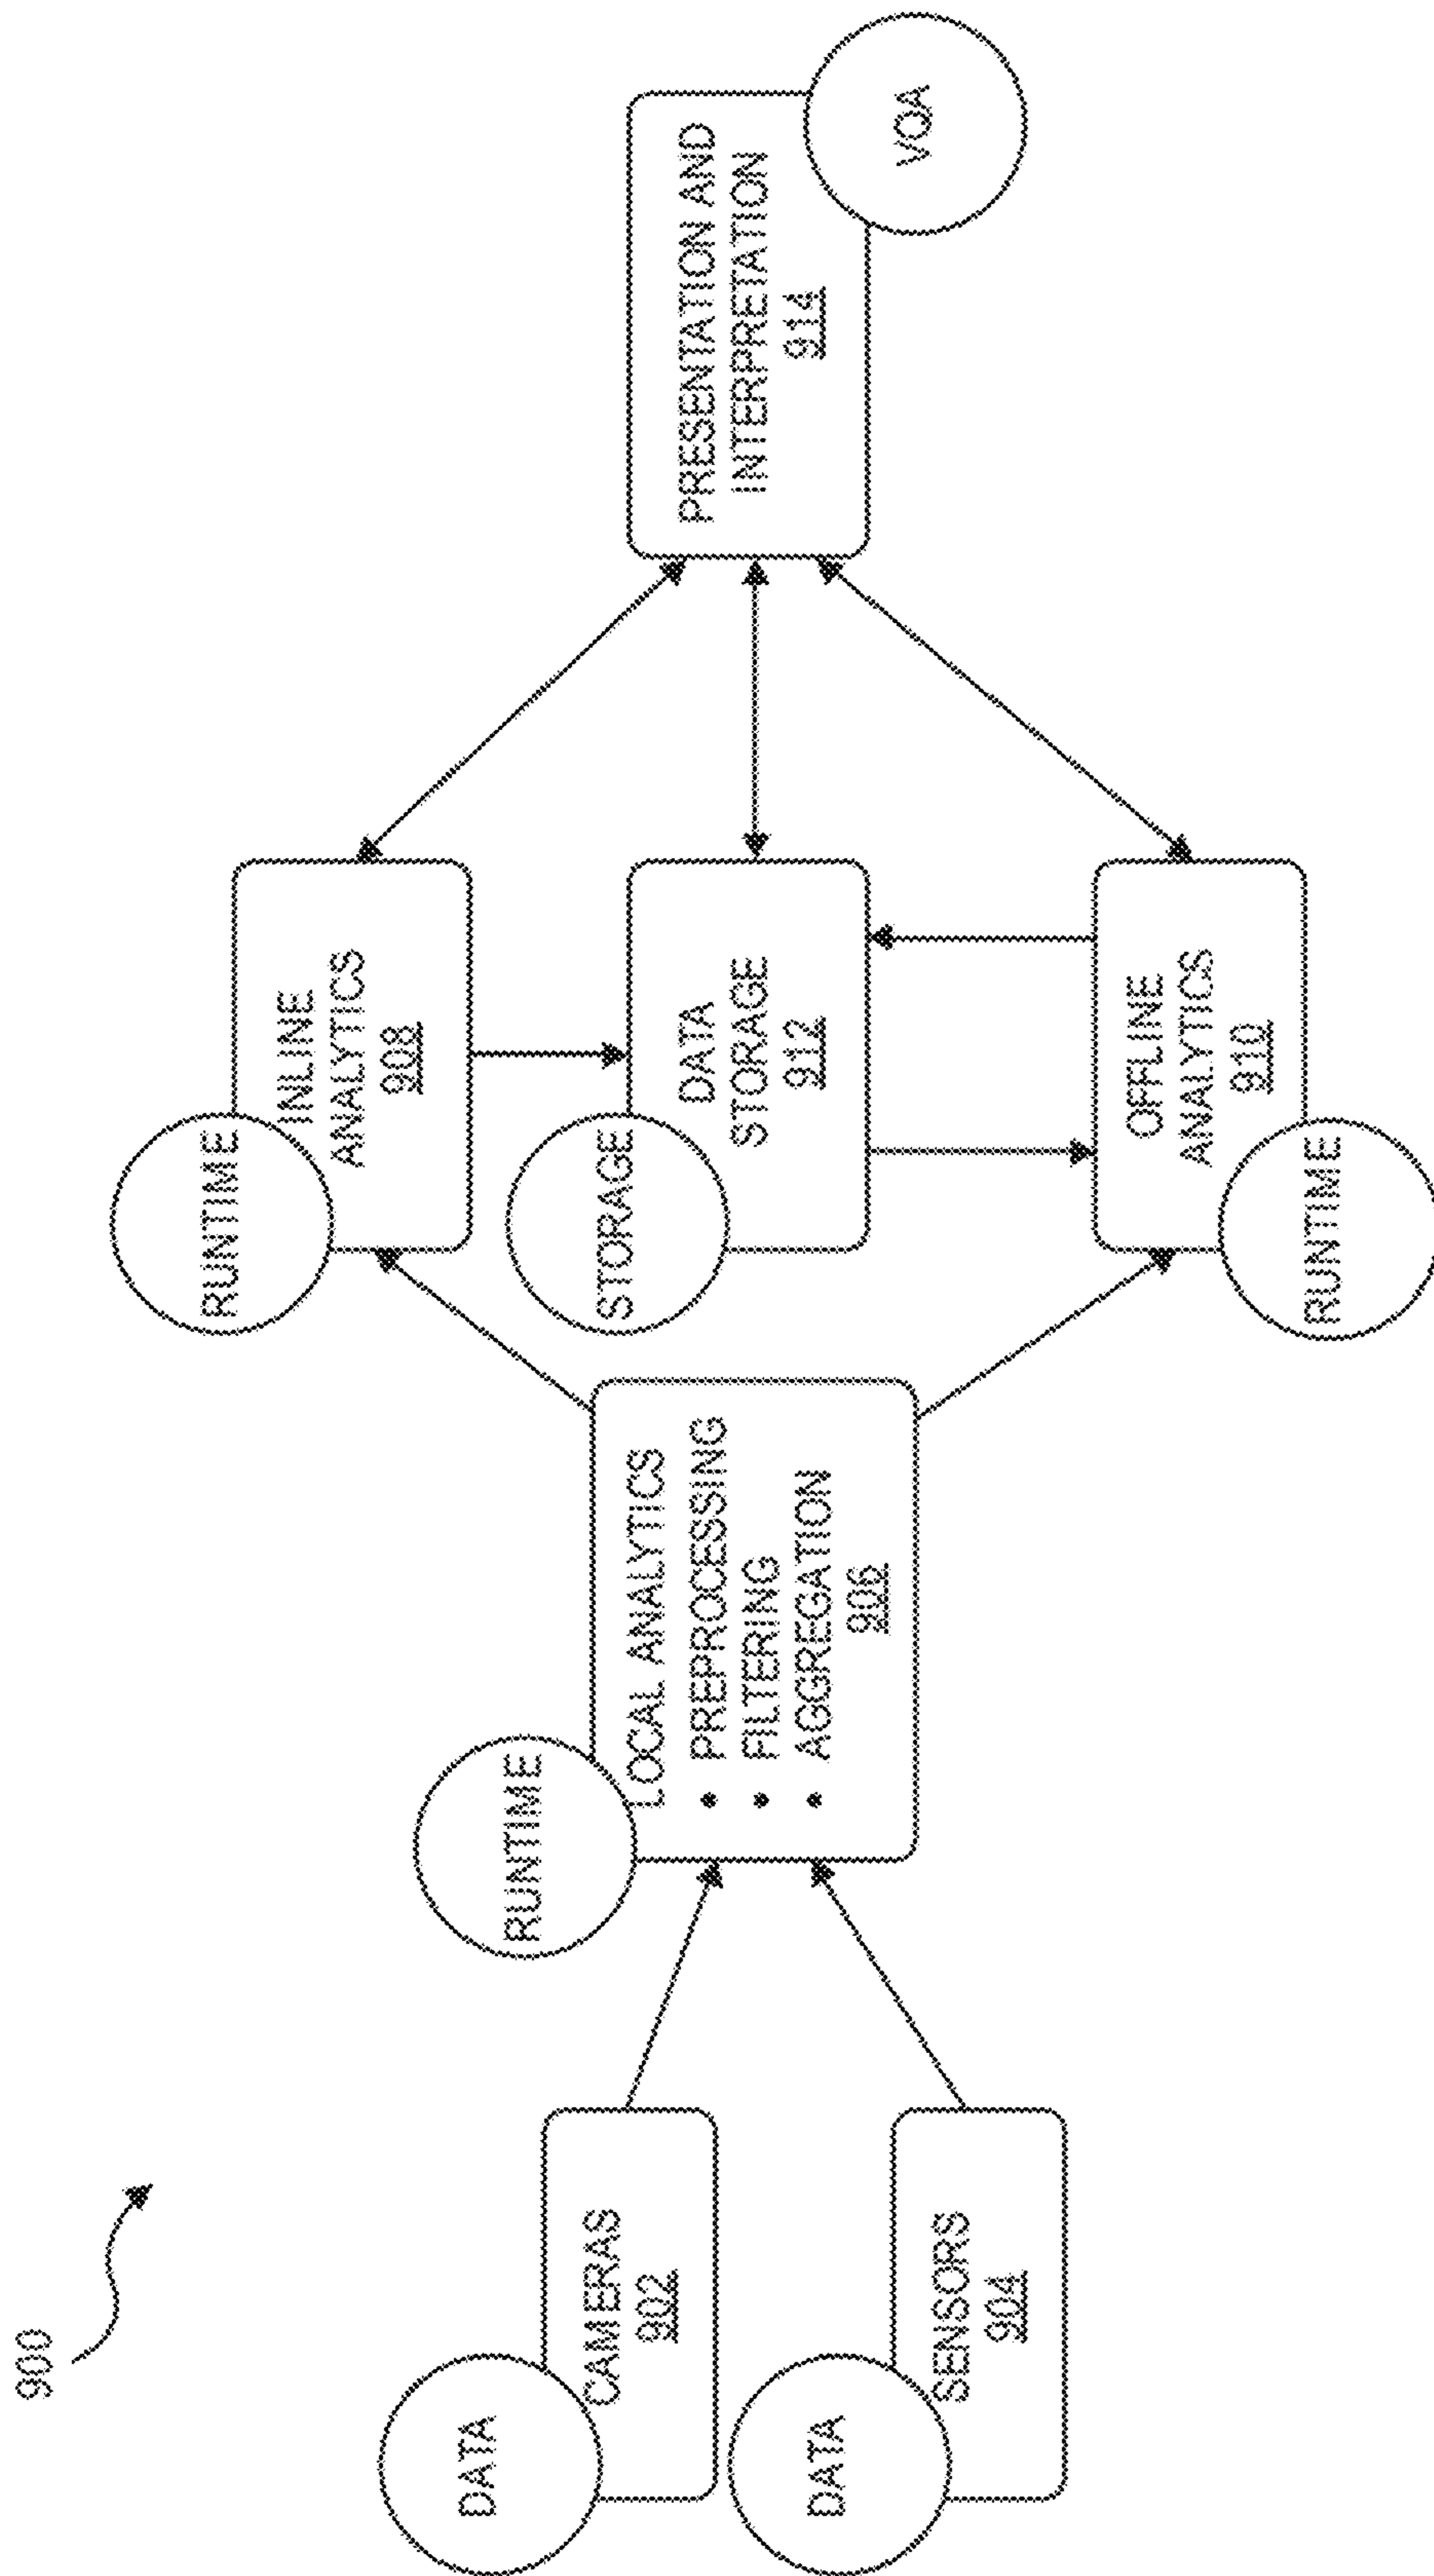 900
DATA
CAMERAS
902
DATA
SENSORS
904
RUNTIME
LOCAL ANALYTICS
• PREPROCESSING
• FILTERING
• AGGREGATION
906
RUNTIME
INLINE
ANALYTICS
908
STORAGE
DATA
STORAGE
912
OFFLINE
ANALYTICS
910
RUNTIME
PRESENTATION AND
INTERPRETATION
914
VQA